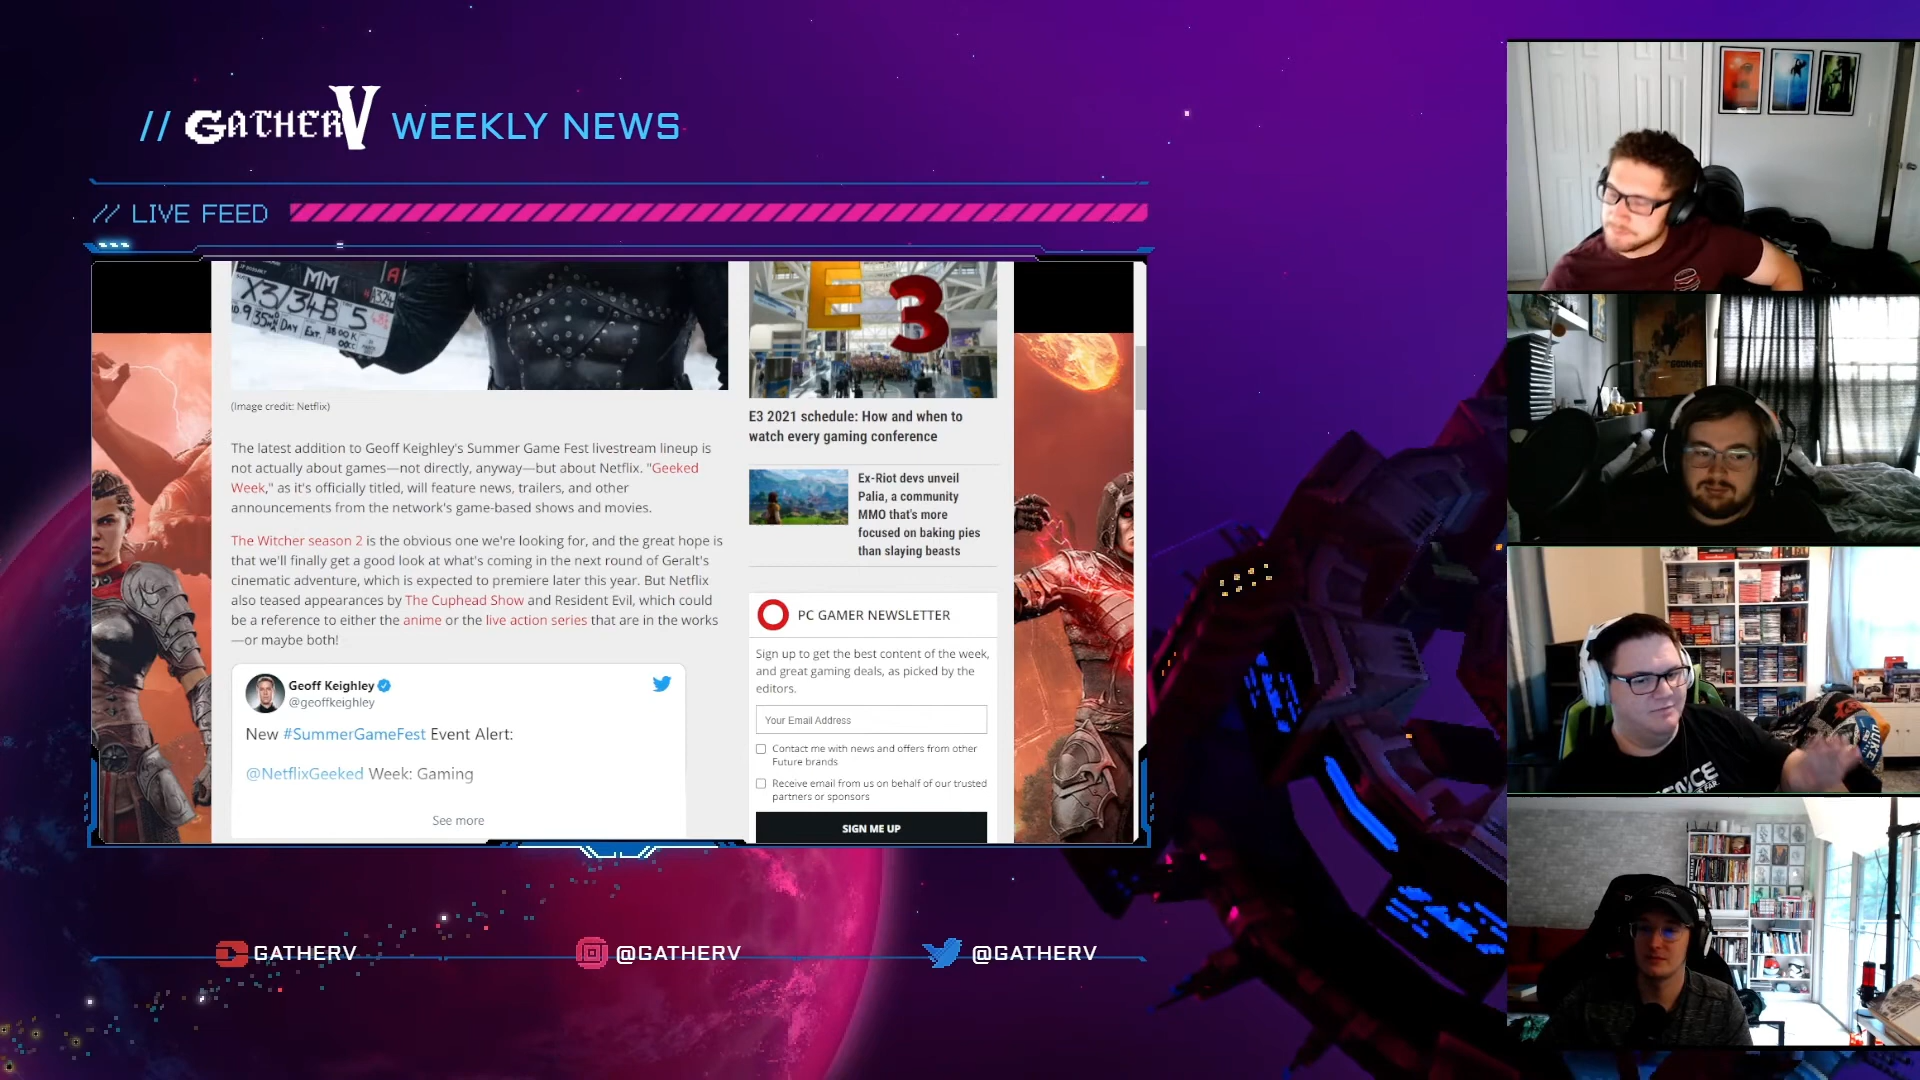 // GATHERV WEEKLY NEWS
// LIVE FEED
MM
A
X3/34B 5
9.35
Day
Ext.
E3
(Image credit: Netflix)
The latest addition to Geoff Keighley's Summer Game Fest livestream lineup is
not actually about games—not directly, anyway—but about Netflix. "Geeked
Week," as it's officially titled, will feature news, trailers, and other
announcements from the network's game-based shows and movies.
The Witcher season 2 is the obvious one we're looking for, and the great hope is
that we'll finally get a good look at what's coming in the next round of Geralt's
cinematic adventure, which is expected to premiere later this year. But Netflix
also teased appearances by The Cuphead Show and Resident Evil, which could
be a reference to either the anime or the live action series that are in the works
—or maybe both!
Geoff Keighley
@geoffkeighley
New #SummerGameFest Event Alert:
@NetflixGeeked Week: Gaming
See more
E3 2021 schedule: How and when to
watch every gaming conference
Ex-Riot devs unveil
Palia, a community
MMO that's more
focused on baking pies
than slaying beasts
PC GAMER NEWSLETTER
Sign up to get the best content of the week,
and great gaming deals, as picked by the
editors.
Your Email Address
Contact me with news and offers from other
Future brands
Receive email from us on behalf of our trusted
partners or sponsors
SIGN ME UP
GATHERV
@GATHERV
@GATHERV